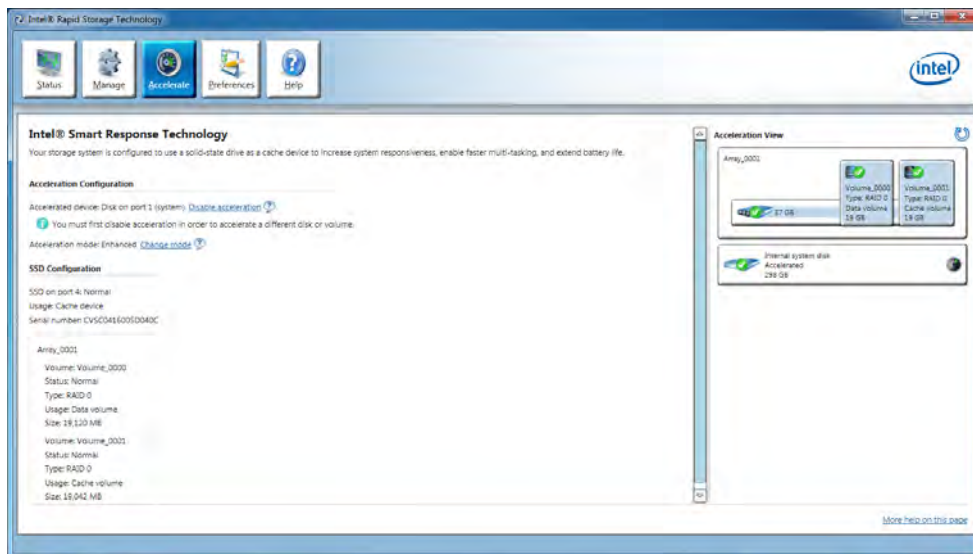 Intel® Rapid Storage Technology
Status
Manage
Accelerate
Preferences
Help
intel
Intel® Smart Response Technology
Your storage system is configured to use a solid-state drive as a cache device to increase system responsiveness, enable faster multi-tasking, and extend battery life.
Acceleration Configuration
Accelerated device: Disk on port 1 (system) Disable acceleration ?
You must first disable acceleration in order to accelerate a different disk or volume.
Acceleration mode: Enhanced Change mode ?
SSD Configuration
SSD on port 4: Normal
Usage: Cache device
Serial number: CVSC041600SD040C
Array_0001
Volume: Volume_0000
Status: Normal
Type: RAID 0
Usage: Data volume
Size: 19,120 MB
Volume: Volume_0001
Status: Normal
Type: RAID 0
Usage: Cache volume
Size: 19,042 MB
Acceleration View
Array_0001
37 GB
Volume_0000
Type: RAID 0
Data volume
19 GB
Volume_0001
Type: RAID 0
Cache volume
19 GB
Internal system disk
Accelerated
298 GB
More help on this page